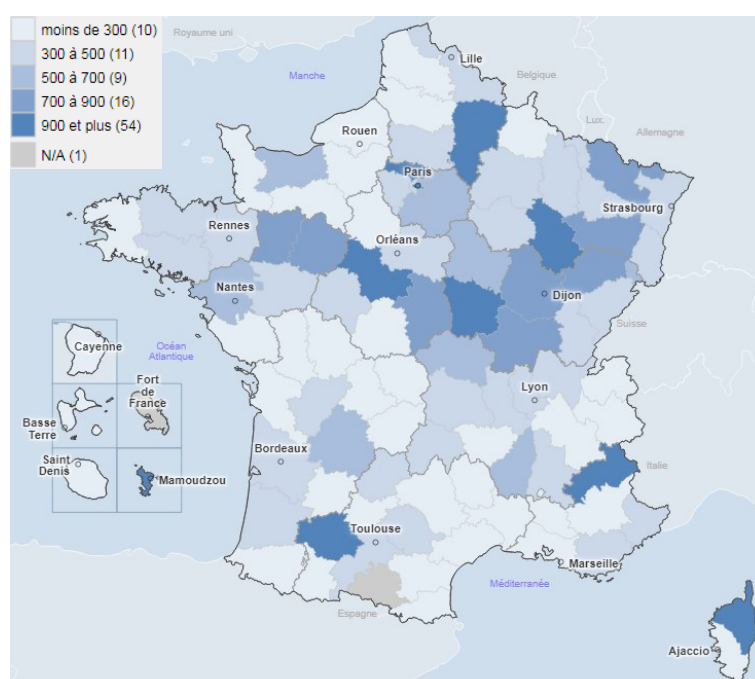 moins de 300 (10)
300 à 500 (11)
500 à 700 (9)
700 à 900 (16)
900 et plus (54)
N/A (1)
Royaume uni
Manche
Lille
Belgique
Lux.
Allemagne
Rouen
Paris
Strasbourg
Rennes
Orléans
Nantes
Dijon
Suisse
Cayenne
Océan
Atlantique
Fort
de
France
Lyon
Basse
Terre
Bordeaux
Saint
Denis
Italie
Mamoudzou
Toulouse
Marseille
Méditerranée
Espagne
Ajaccio